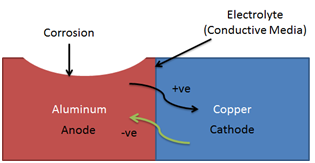 Electrolyte
(Conductive Media)
Corrosion
+ve
Aluminum
Copper
Anode
-ve
Cathode